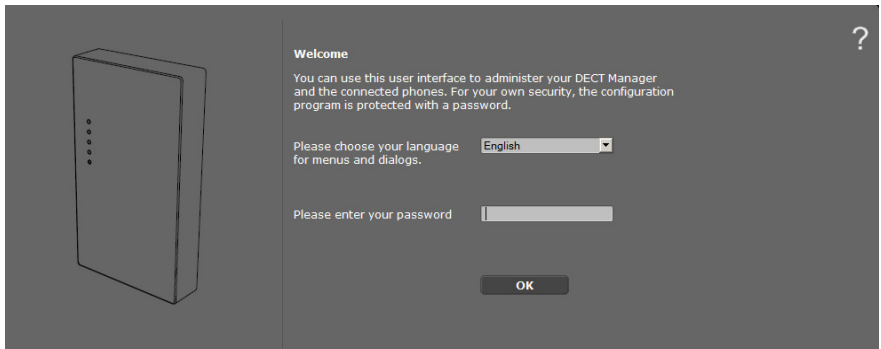 ?
Welcome
You can use this user interface to administer your DECT Manager
and the connected phones. For your own security, the configuration
program is protected with a password.
Please choose your language
for menus and dialogs.
English
Please enter your password
OK